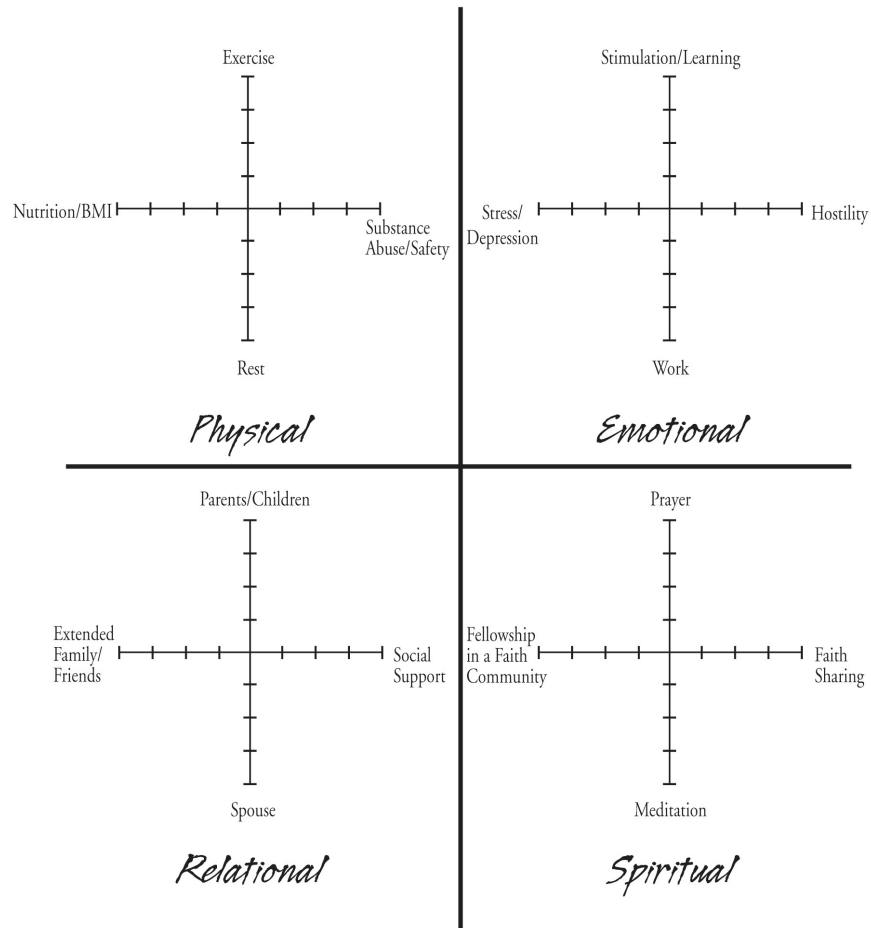 Exercise
Nutrition/BMI
Substance
Abuse/Safety
Rest
Physical
Stimulation/Learning
Stress/
Depression
Hostility
Work
Emotional
Parents/Children
Extended
Family/
Friends
Social
Support
Spouse
Relational
Prayer
Fellowship
in a Faith
Community
Faith
Sharing
Meditation
Spiritual